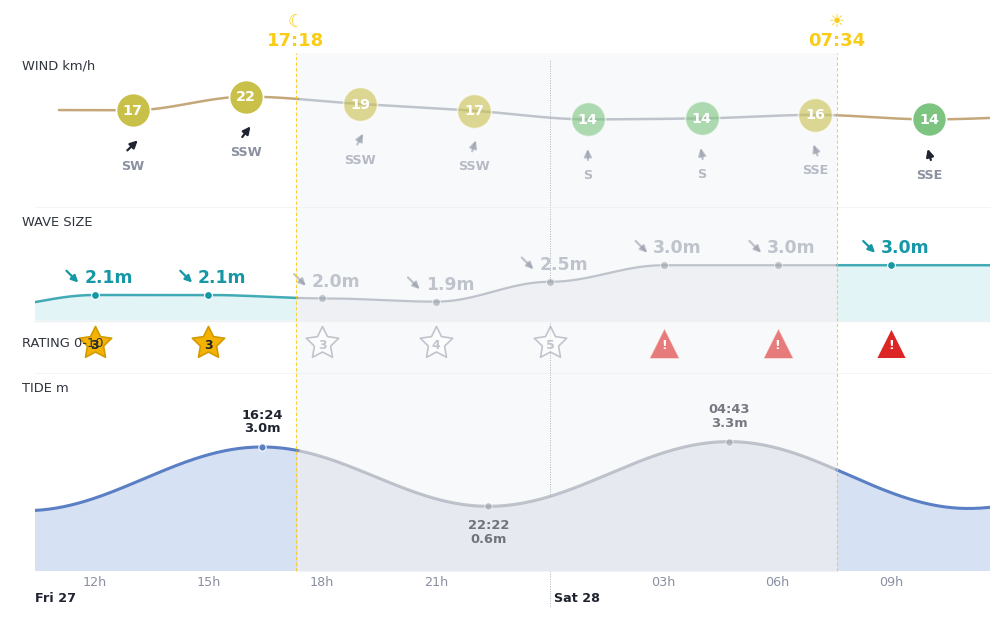 17:18 07:34
WIND km/h
17 22 19 17 14 14 16 14
SW SSW SSW SSW S S SSE SSE
WAVE SIZE
2.1m 2.1m 2.0m 1.9m 2.5m 3.0m 3.0m 3.0m
RATING 0-10
3 3 3 4 5 ! ! !
TIDE m
16:24
3.0m
04:43
3.3m
22:22
0.6m
12h 15h 18h 21h 03h 06h 09h
Fri 27 Sat 28